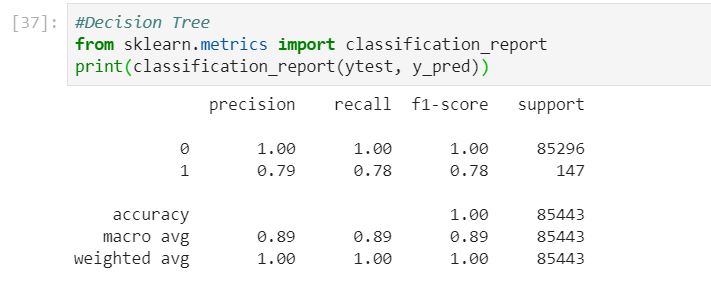 [37]: #Decision Tree
from sklearn.metrics import classification_report
print(classification_report(ytest, y_pred))
precision recall f1-score support
0 1.00 1.00 1.00 85296
1 0.79 0.78 0.78 147
accuracy 1.00 85443
macro avg 0.89 0.89 0.89 85443
weighted avg 1.00 1.00 1.00 85443